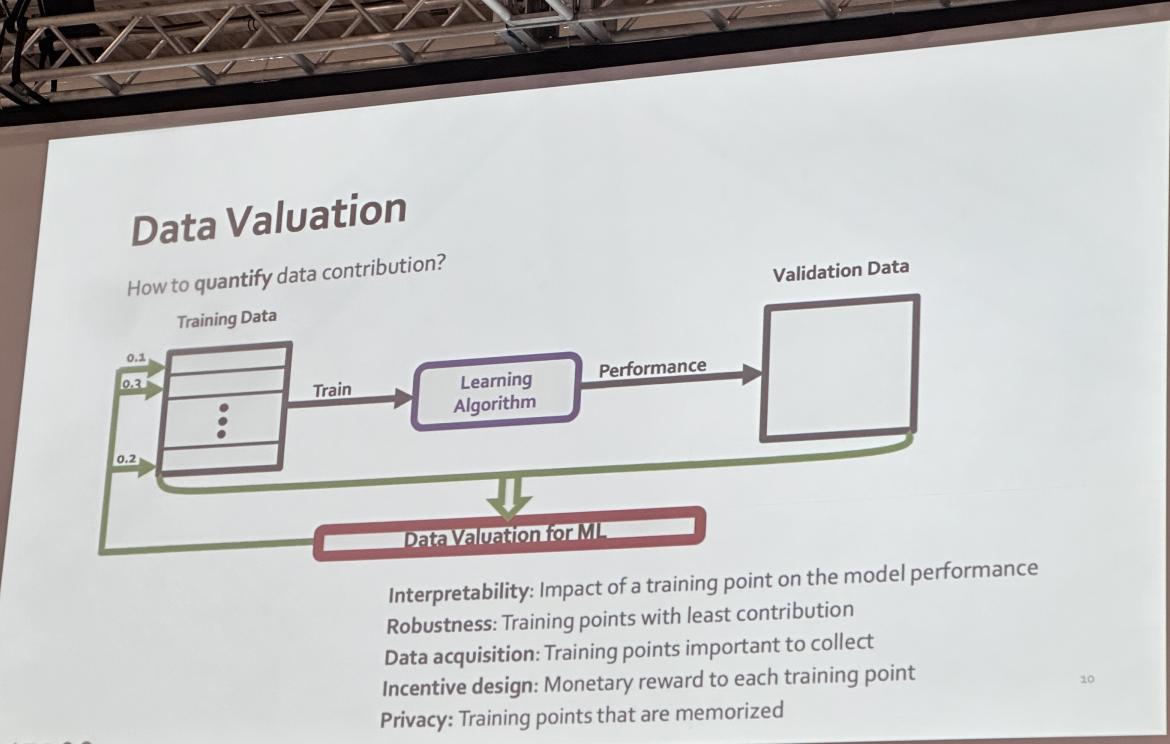 Data Valuation
How to quantify data contribution?
Training Data
Validation Data
0.1
0.3
0.2
Train
Learning
Algorithm
Performance
Data Valuation for ML
Interpretability: Impact of a training point on the model performance
Robustness: Training points with least contribution
Data acquisition: Training points important to collect
Incentive design: Monetary reward to each training point
Privacy: Training points that are memorized
10